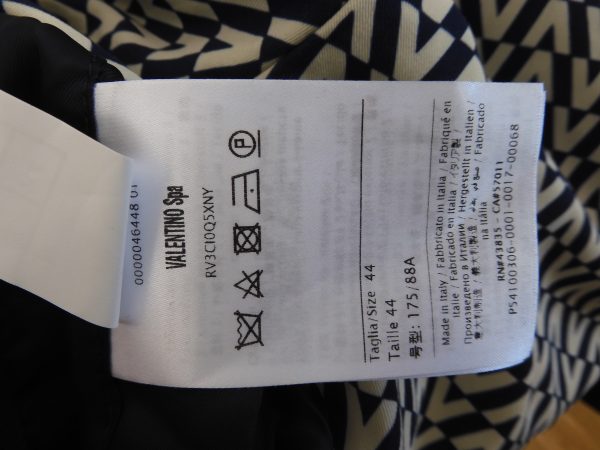 0000046448 01
VALENTINO Spa
RV3CI0Q5XNY
P
Taglia/Size 44
Taille 44
号型: 175/88A
Made in Italy / Fabbricato in Italia / Fabriqué en
Italie / Fabricado en Italia / イタリア製 /
Произведено в Италии / Hergestellt in Italien /
意大利制造 / 義大利製造 / / Fabricado
na Itália
RN#43835 - CA#57011
P54100306-0001-0017-00068